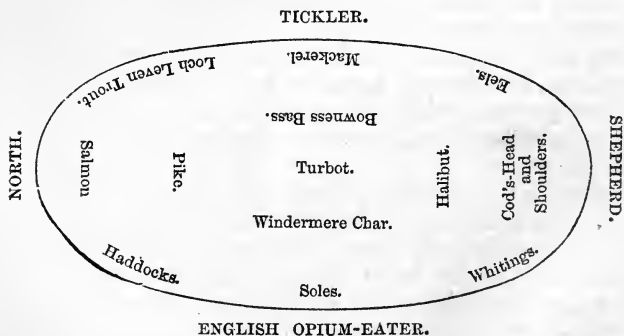 TICKLER.
Loch Leven Trout.
Mackerel.
Eels.
Bowness Bass.
NORTH.
Salmon
Pike.
Turbot.
Halibut.
Cod's-Head
and
Shoulders.
SHEPHERD.
Windermere Char.
Haddocks.
Soles.
Whitings.
ENGLISH OPIUM-EATER.